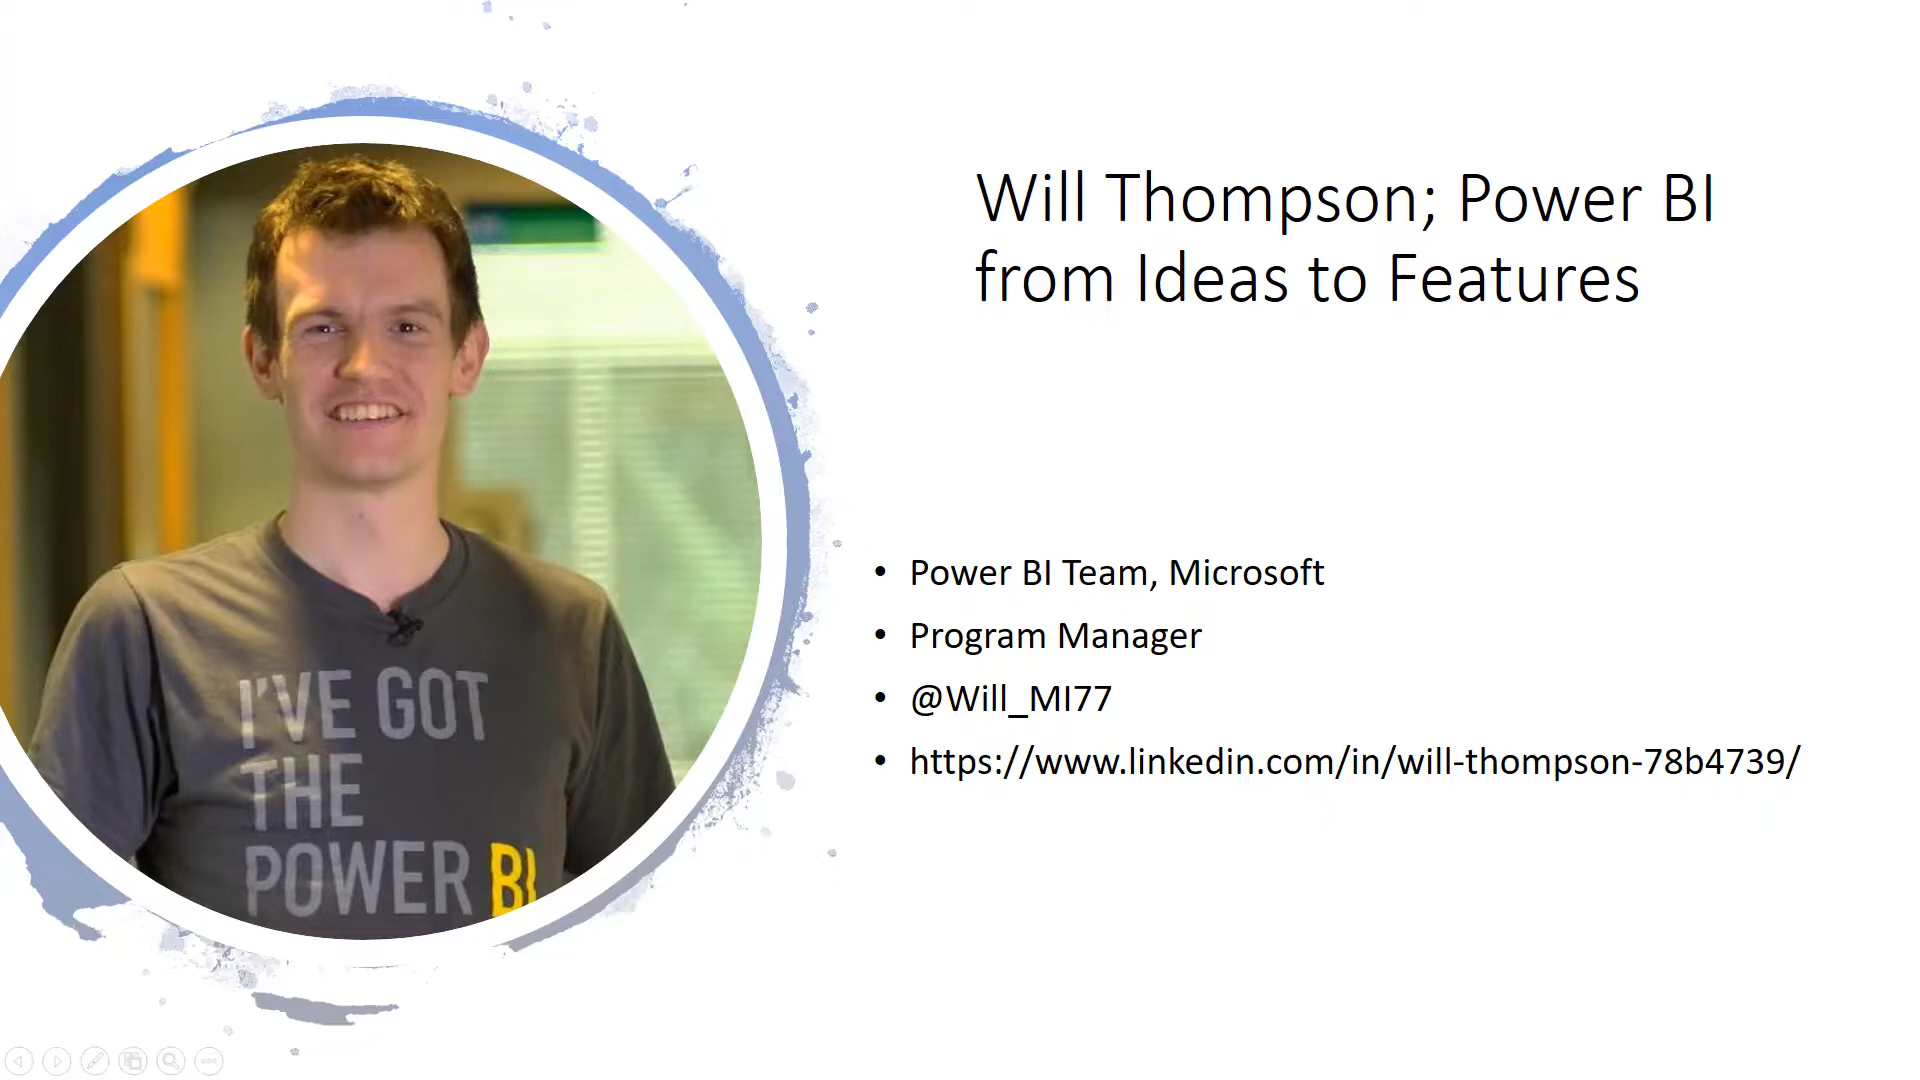 Will Thompson; Power BI
from Ideas to Features
• Power BI Team, Microsoft
• Program Manager
• @Will_MI77
• https://www.linkedin.com/in/will-thompson-78b4739/
I'VE GOT
THE
POWER BI